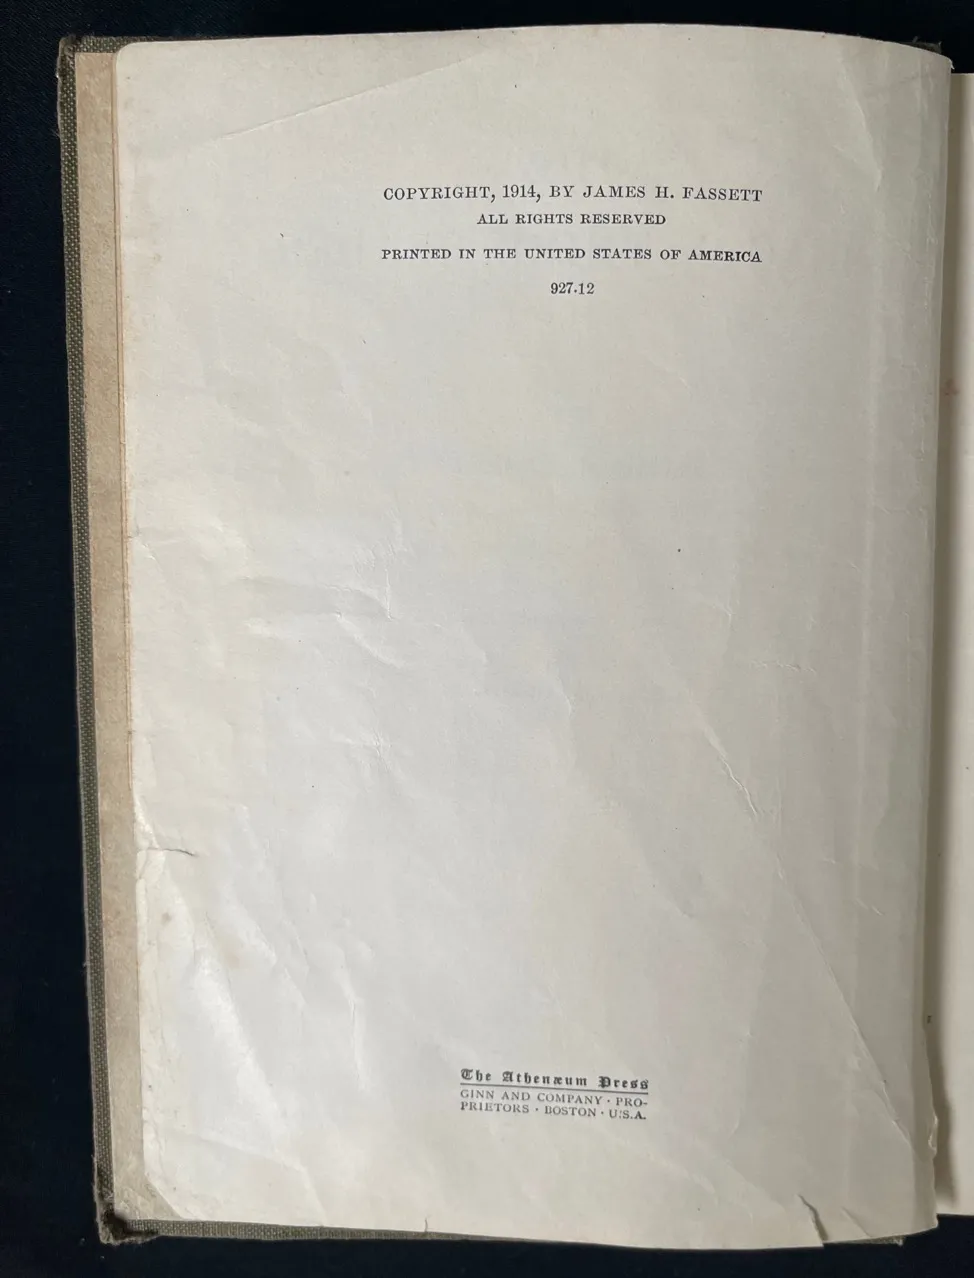 COPYRIGHT, 1914, BY JAMES H. FASSETT
ALL RIGHTS RESERVED
PRINTED IN THE UNITED STATES OF AMERICA
927.12
The Athenæum Press
GINN AND COMPANY · PRO-
PRIETORS · BOSTON · U.S.A.